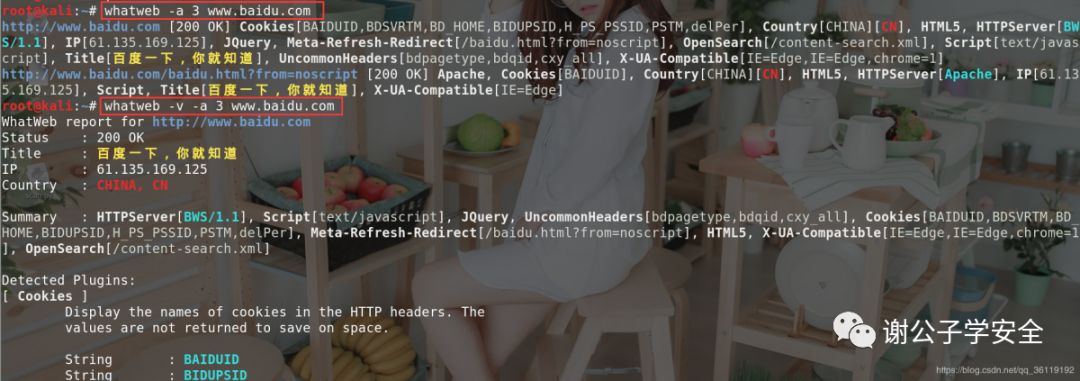 root@kali:~# whatweb -a 3 www.baidu.com
http://www.baidu.com [200 OK] Cookies[BAIDUID,BDSVRTM,BD_HOME,BIDUPSID,H_PS_PSSID,PSTM,delPer], Country[CHINA][CN], HTML5, HTTPServer[BW
S/1.1], IP[61.135.169.125], JQuery, Meta-Refresh-Redirect[/baidu.html?from=noscript], OpenSearch[/content-search.xml], Script[text/javas
cript], Title[百度一下，你就知道], UncommonHeaders[bdpagetype,bdqid,cxy_all], X-UA-Compatible[IE=Edge,IE=Edge,chrome=1]
http://www.baidu.com/baidu.html?from=noscript [200 OK] Apache, Cookies[BAIDUID], Country[CHINA][CN], HTML5, HTTPServer[Apache], IP[61.13
5.169.125], Script, Title[百度一下，你就知道], X-UA-Compatible[IE=Edge]
root@kali:~# whatweb -v -a 3 www.baidu.com
WhatWeb report for http://www.baidu.com
Status : 200 OK
Title : 百度一下，你就知道
IP : 61.135.169.125
Country : CHINA, CN
Summary : HTTPServer[BWS/1.1], Script[text/javascript], JQuery, UncommonHeaders[bdpagetype,bdqid,cxy_all], Cookies[BAIDUID,BDSVRTM,BD_
HOME,BIDUPSID,H_PS_PSSID,PSTM,delPer], Meta-Refresh-Redirect[/baidu.html?from=noscript], HTML5, X-UA-Compatible[IE=Edge,IE=Edge,chrome=1
], OpenSearch[/content-search.xml]
Detected Plugins:
[ Cookies ]
Display the names of cookies in the HTTP headers. The
values are not returned to save on space.
String : BAIDUID
String : BIDUPSID
谢公子学安全
https://blog.csdn.net/qq_36119192